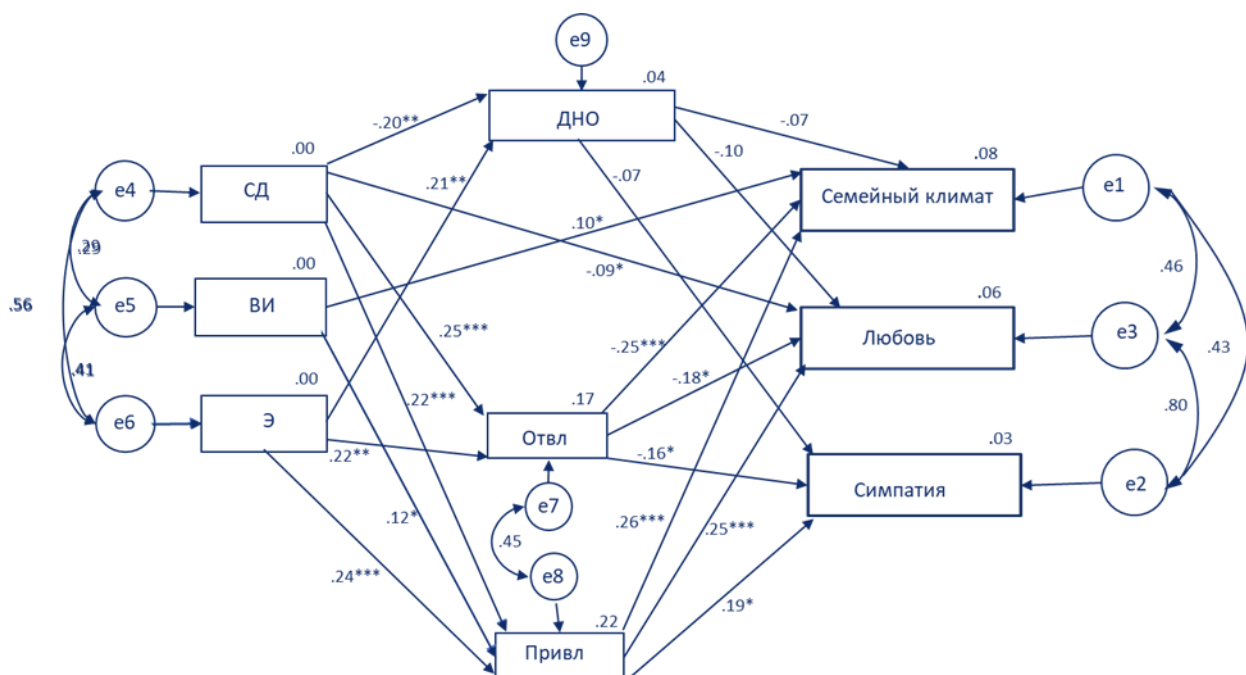 e9
.04
ДНО
-.20**
-.07
.00
-.10
.08
e4
СД
.21**
-.07
Семейный климат
e1
.10*
.29
.00
-.09*
.46
.06
.56
e5
ВИ
.25***
-.25***
Любовь
e3
.43
.41
.00
-.18*
.17
.22***
.80
e6
Э
Отвл
.03
.22**
-.16*
Симпатия
e2
e7
.12*
.26***
.25***
.45
.24***
e8
.19*
.22
Привл